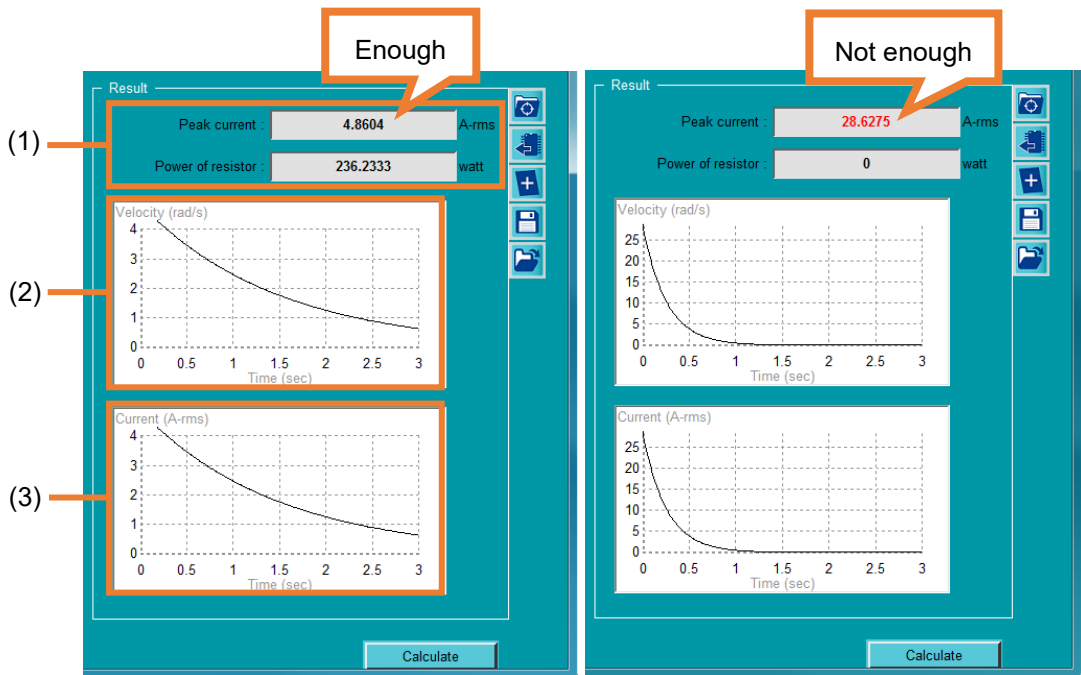 Enough
Not enough
Result
(1)
Peak current : 4.8604 A-rms
Power of resistor : 236.2333 watt
(2)
Velocity (rad/s)
4
3
2
1
0
0 0.5 1 1.5 2 2.5 3
Time (sec)
(3)
Current (A-rms)
4
3
2
1
0
0 0.5 1 1.5 2 2.5 3
Time (sec)
Calculate
Result
Peak current : 28.6275 A-rms
Power of resistor : 0 watt
Velocity (rad/s)
25
20
15
10
5
0
0 0.5 1 1.5 2 2.5 3
Time (sec)
Current (A-rms)
25
20
15
10
5
0
0 0.5 1 1.5 2 2.5 3
Time (sec)
Calculate